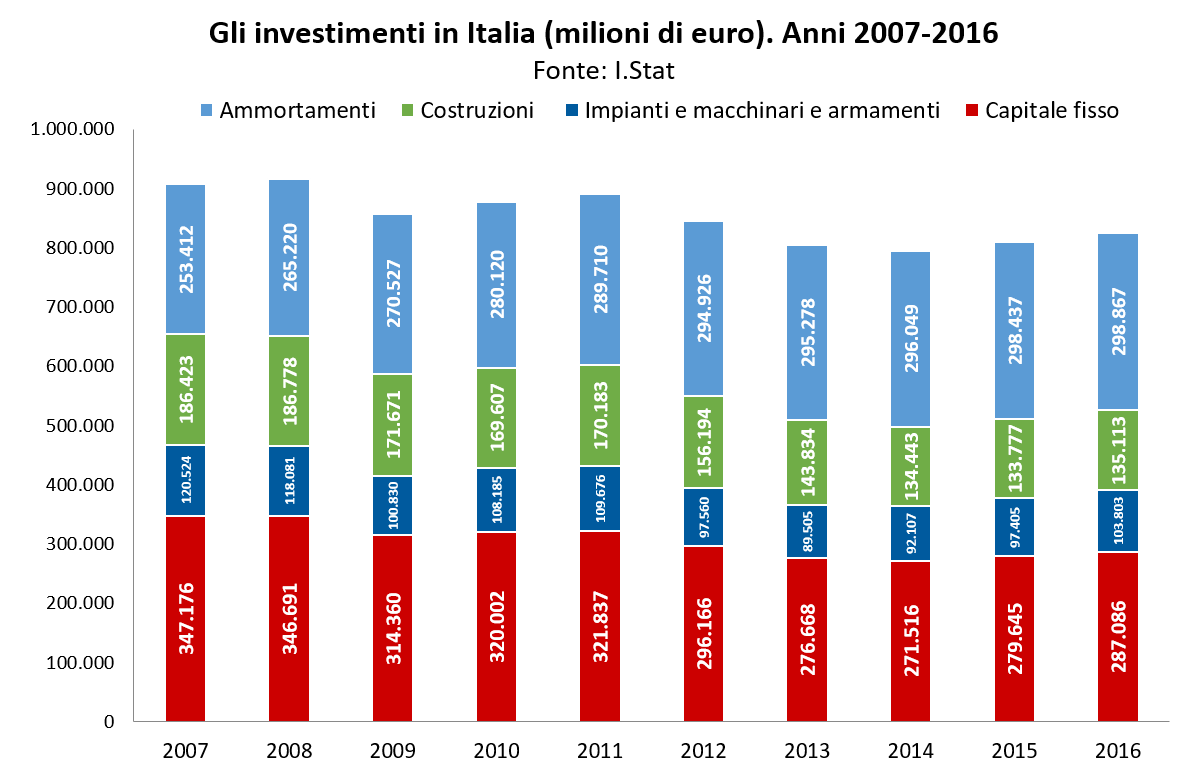 Gli investimenti in Italia (milioni di euro). Anni 2007-2016
Fonte: I.Stat
Ammortamenti Costruzioni Impianti e macchinari e armamenti Capitale fisso
1.000.000
900.000
800.000
700.000
600.000
500.000
400.000
300.000
200.000
100.000
0
253.412 265.220 270.527 280.120 289.710 294.926 295.278 296.049 298.437 298.867
186.423 186.778 171.671 169.607 170.183 156.194 143.834 134.443 133.777 135.113
120.524 118.081 100.830 108.185 109.676 97.560 89.505 92.107 97.405 103.803
347.176 346.691 314.360 320.002 321.837 296.166 276.668 271.516 279.645 287.086
2007 2008 2009 2010 2011 2012 2013 2014 2015 2016